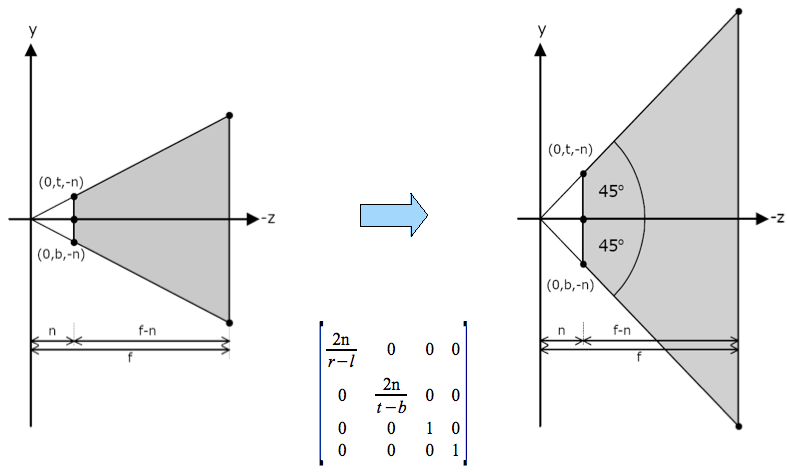 y
(0,t,-n)
-z
(0,b,-n)
n
f-n
f
2n
r-l
0
0
0
0
2n
t-b
0
0
0
0
1
0
0
0
0
1
y
(0,t,-n)
45°
-z
45°
(0,b,-n)
n
f-n
f